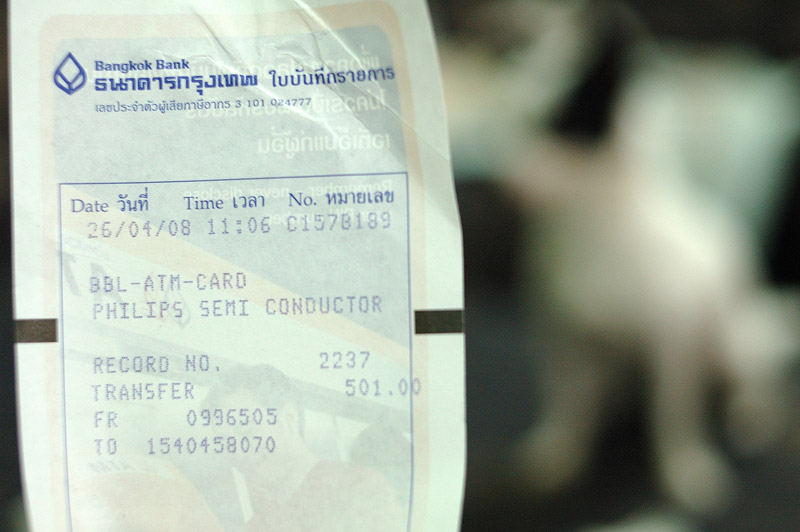 Bangkok Bank
ธนาคารกรุงเทพ ใบบันทึกรายการ
เลขประจำตัวผู้เสียภาษีอากร 3 101 024777
Date วันที่ Time เวลา No. หมายเลข
26/04/08 11:06 C157B189
BBL-ATM-CARD
PHILIPS SEMI CONDUCTOR
RECORD NO. 2237
TRANSFER 501.00
FR 0996505
TO 1540458070